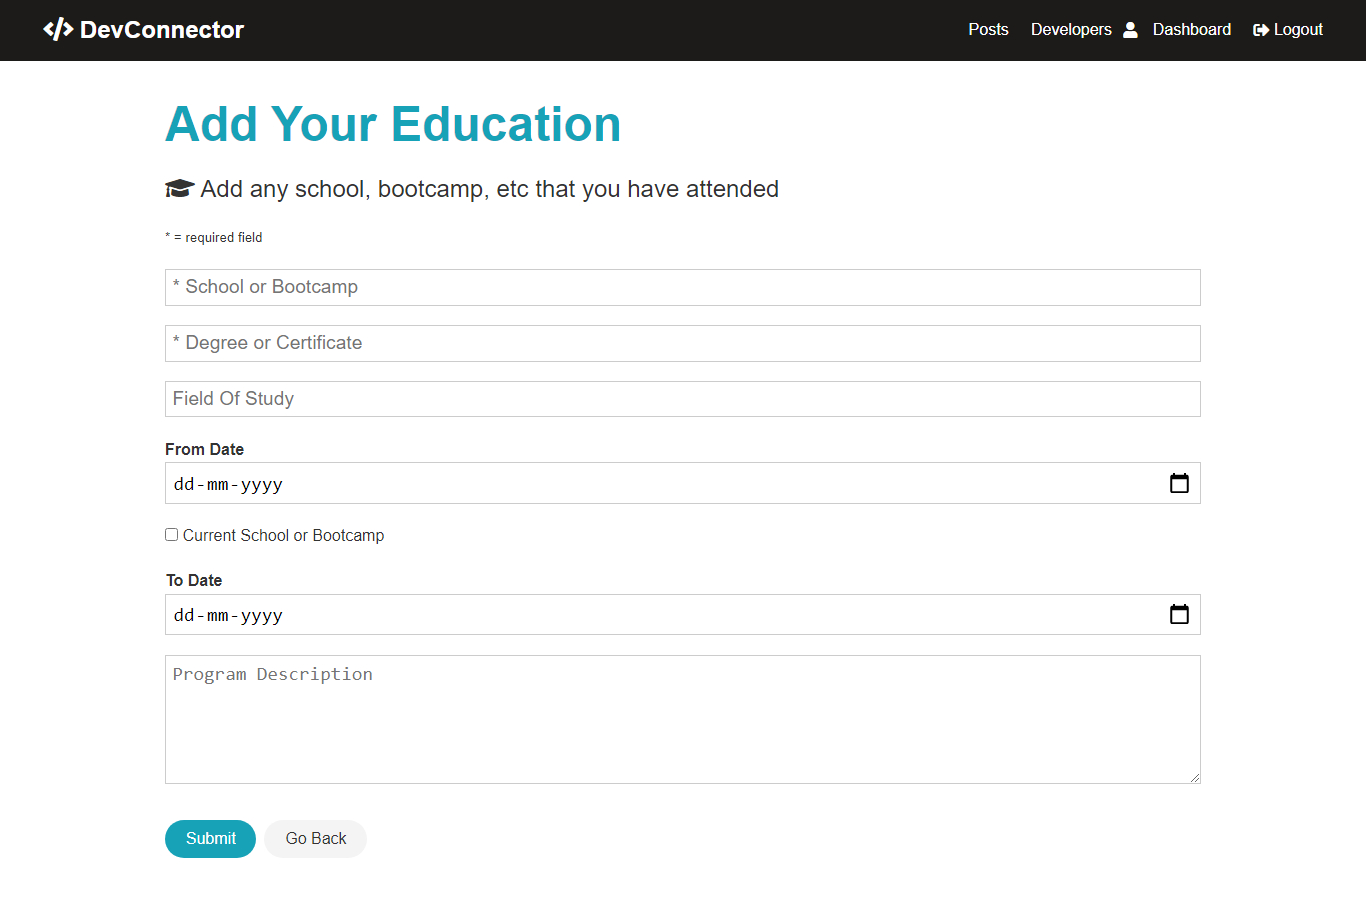 DevConnector
Posts Developers Dashboard Logout
Add Your Education
Add any school, bootcamp, etc that you have attended
* = required field
* School or Bootcamp
* Degree or Certificate
Field Of Study
From Date
dd-mm-yyyy
Current School or Bootcamp
To Date
dd-mm-yyyy
Program Description
Submit Go Back